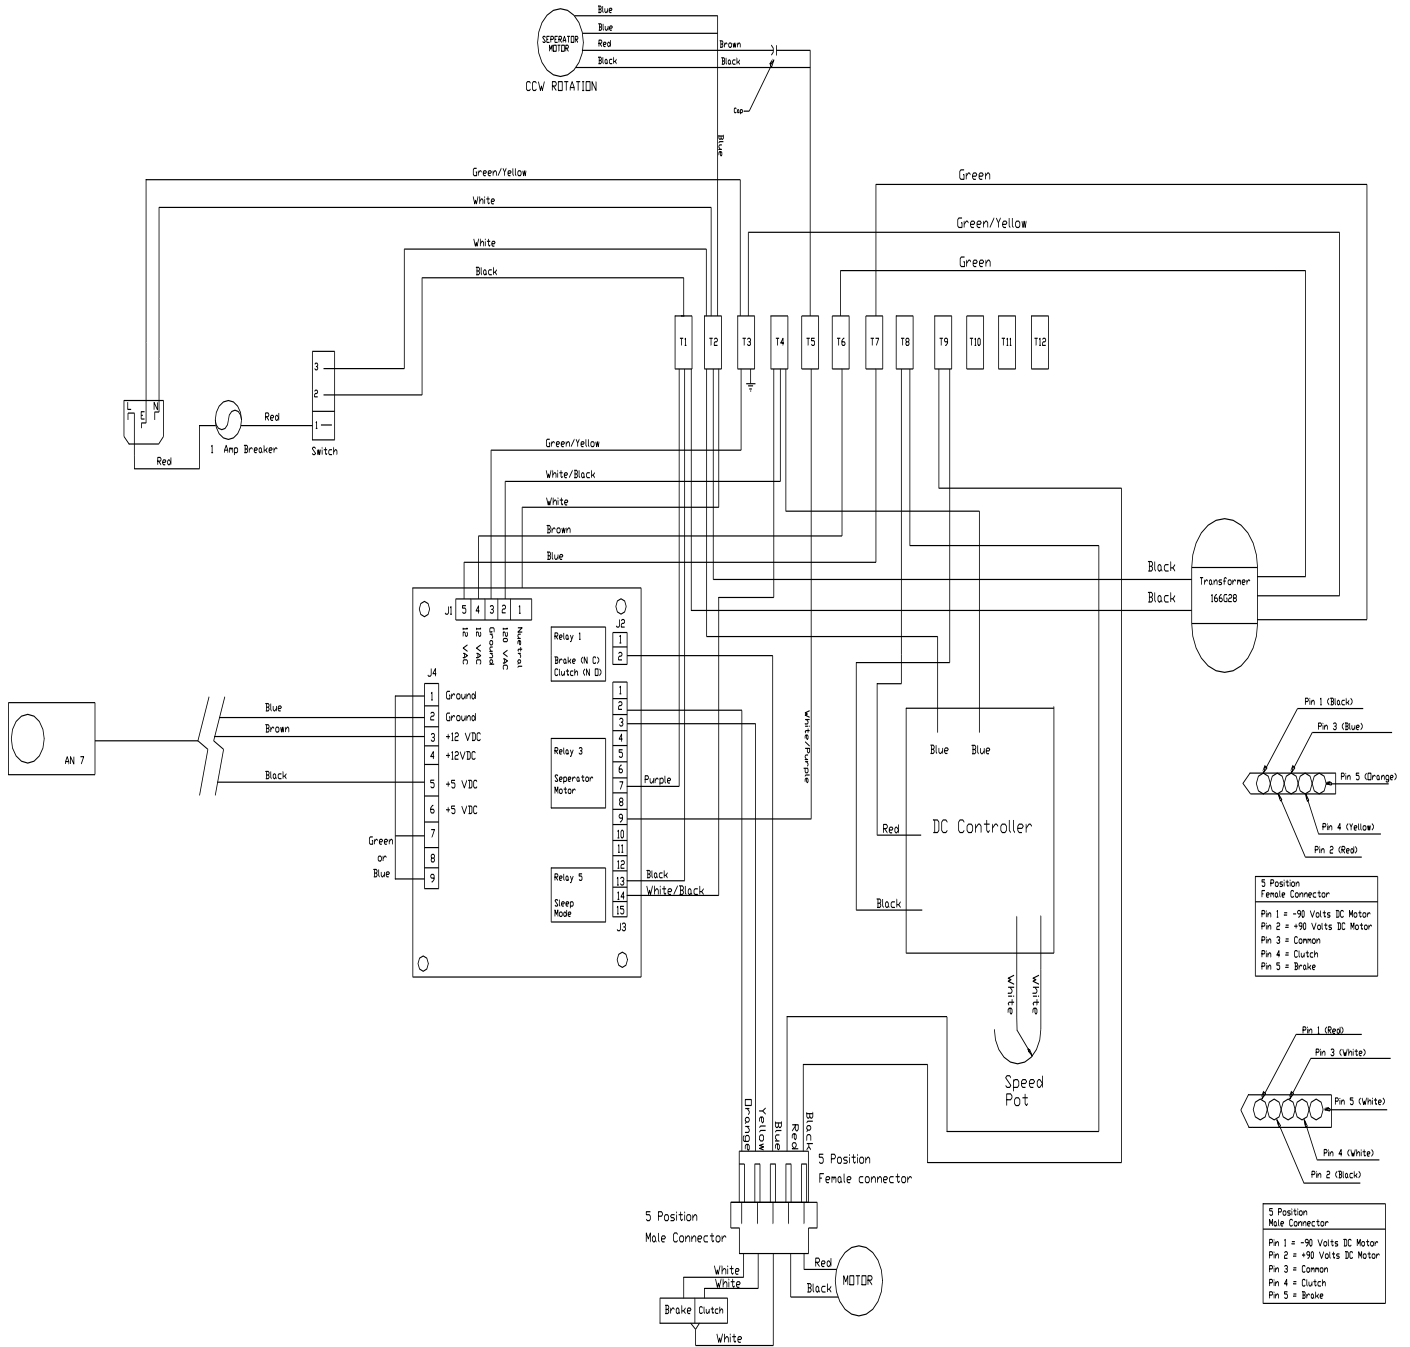 Blue
Blue
Red
Brown
Black
Black
SEPERATOR
MOTOR
CCW ROTATION
Cap
Blue
Green/Yellow
White
White
Black
Green
Green/Yellow
Green
T1
T2
T3
T4
T5
T6
T7
T8
T9
T10
T11
T12
3
2
1
Switch
L
E
N
Red
1 Amp Breaker
Red
Green/Yellow
White/Black
White
Brown
Blue
Black
Black
Transformer
166G28
J1
5
4
3
2
1
12 VAC
12 VAC
Ground
120 VAC
Nuetral
Relay 1
Brake (N C)
Clutch (N O)
J2
1
2
J4
1 Ground
2 Ground
3 +12 VDC
4 +12VDC
5 +5 VDC
6 +5 VDC
7
8
9
Green
or
Blue
Blue
Brown
Black
AN 7
Relay 3
Seperator
Motor
Relay 5
Sleep
Mode
1
2
3
4
5
6
7
8
9
10
11
12
13
14
15
J3
Purple
Black
White/Black
White/Purple
Blue
Blue
DC Controller
Red
Black
White
White
Speed
Pot
Pin 1 (Black)
Pin 3 (Blue)
Pin 5 (Orange)
Pin 4 (Yellow)
Pin 2 (Red)
5 Position
Female Connector
Pin 1 = -90 Volts DC Motor
Pin 2 = +90 Volts DC Motor
Pin 3 = Common
Pin 4 = Clutch
Pin 5 = Brake
Pin 1 (Red)
Pin 3 (White)
Pin 5 (White)
Pin 4 (White)
Pin 2 (Black)
5 Position
Male Connector
Pin 1 = -90 Volts DC Motor
Pin 2 = +90 Volts DC Motor
Pin 3 = Common
Pin 4 = Clutch
Pin 5 = Brake
Orange
Yellow
Blue
Red
Black
5 Position
Female connector
5 Position
Male Connector
White
White
Red
Black
MOTOR
Brake
Clutch
White